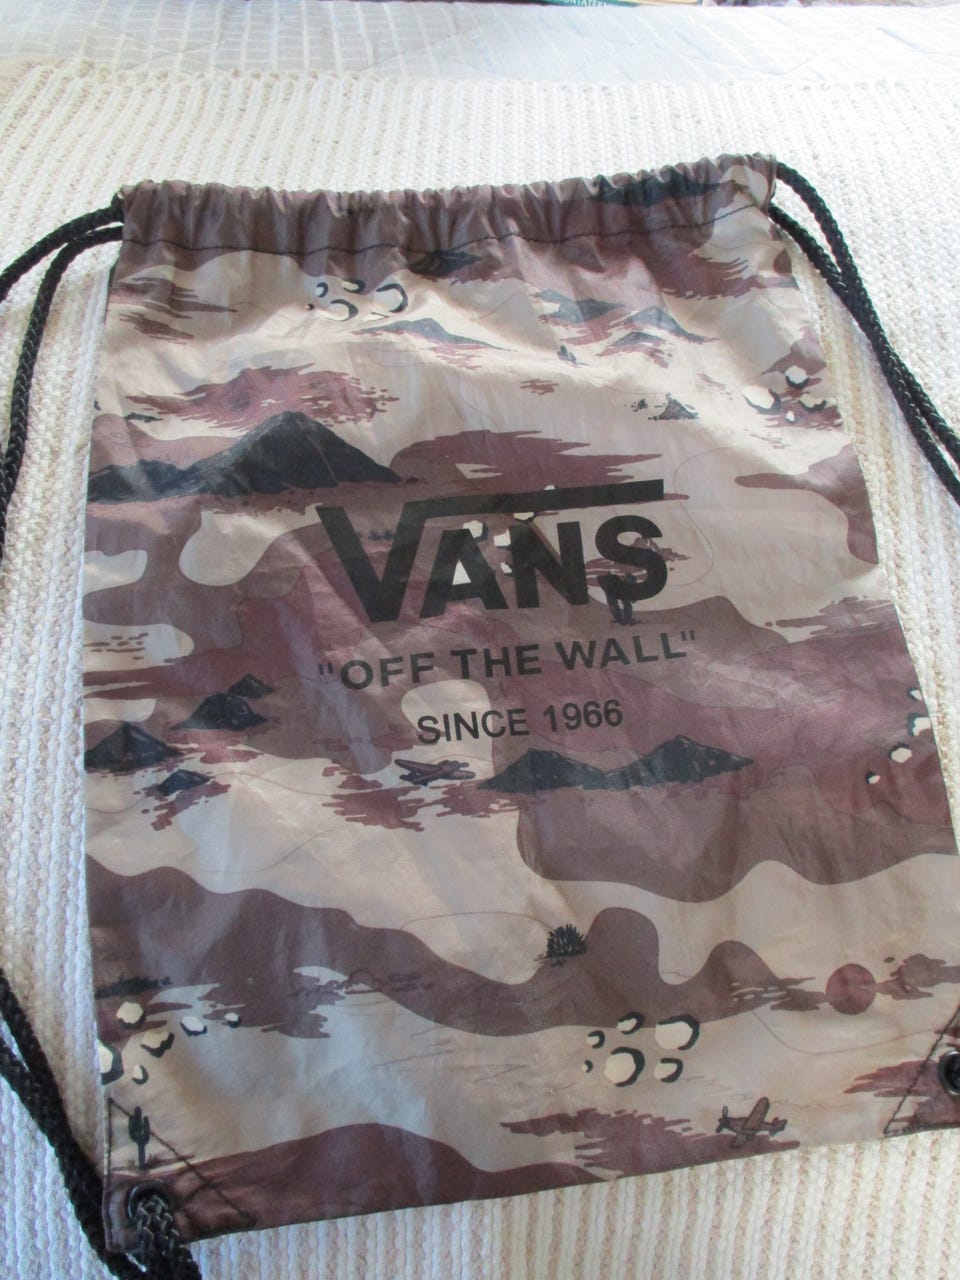 VANS
"OFF THE WALL"
SINCE 1966